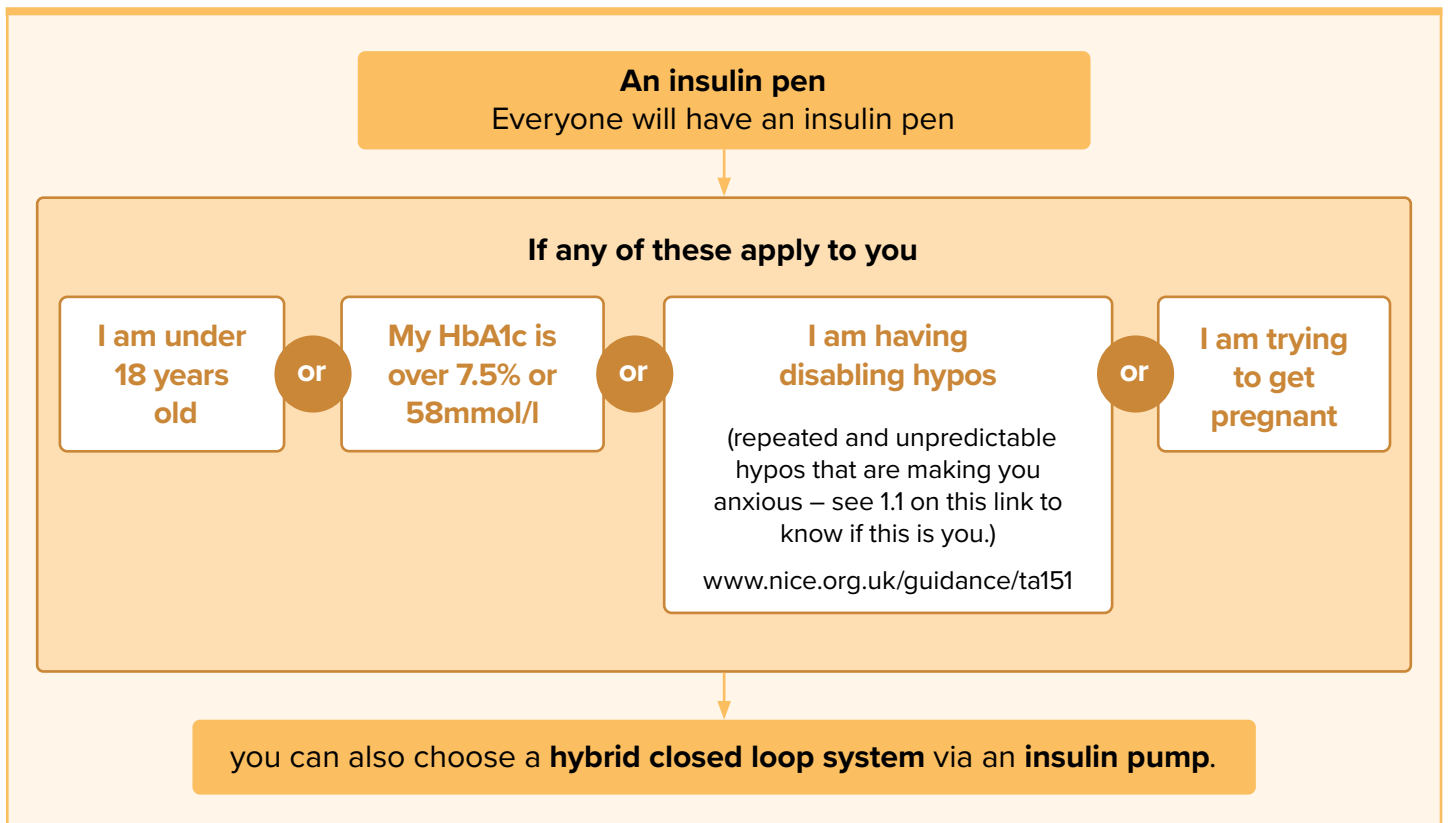 An insulin pen
Everyone will have an insulin pen
If any of these apply to you
I am under
18 years
old
or
My HbA1c is
over 7.5% or
58mmol/l
or
I am having
disabling hypos
(repeated and unpredictable
hypos that are making you
anxious – see 1.1 on this link to
know if this is you.)
www.nice.org.uk/guidance/ta151
or
I am trying
to get
pregnant
you can also choose a hybrid closed loop system via an insulin pump.